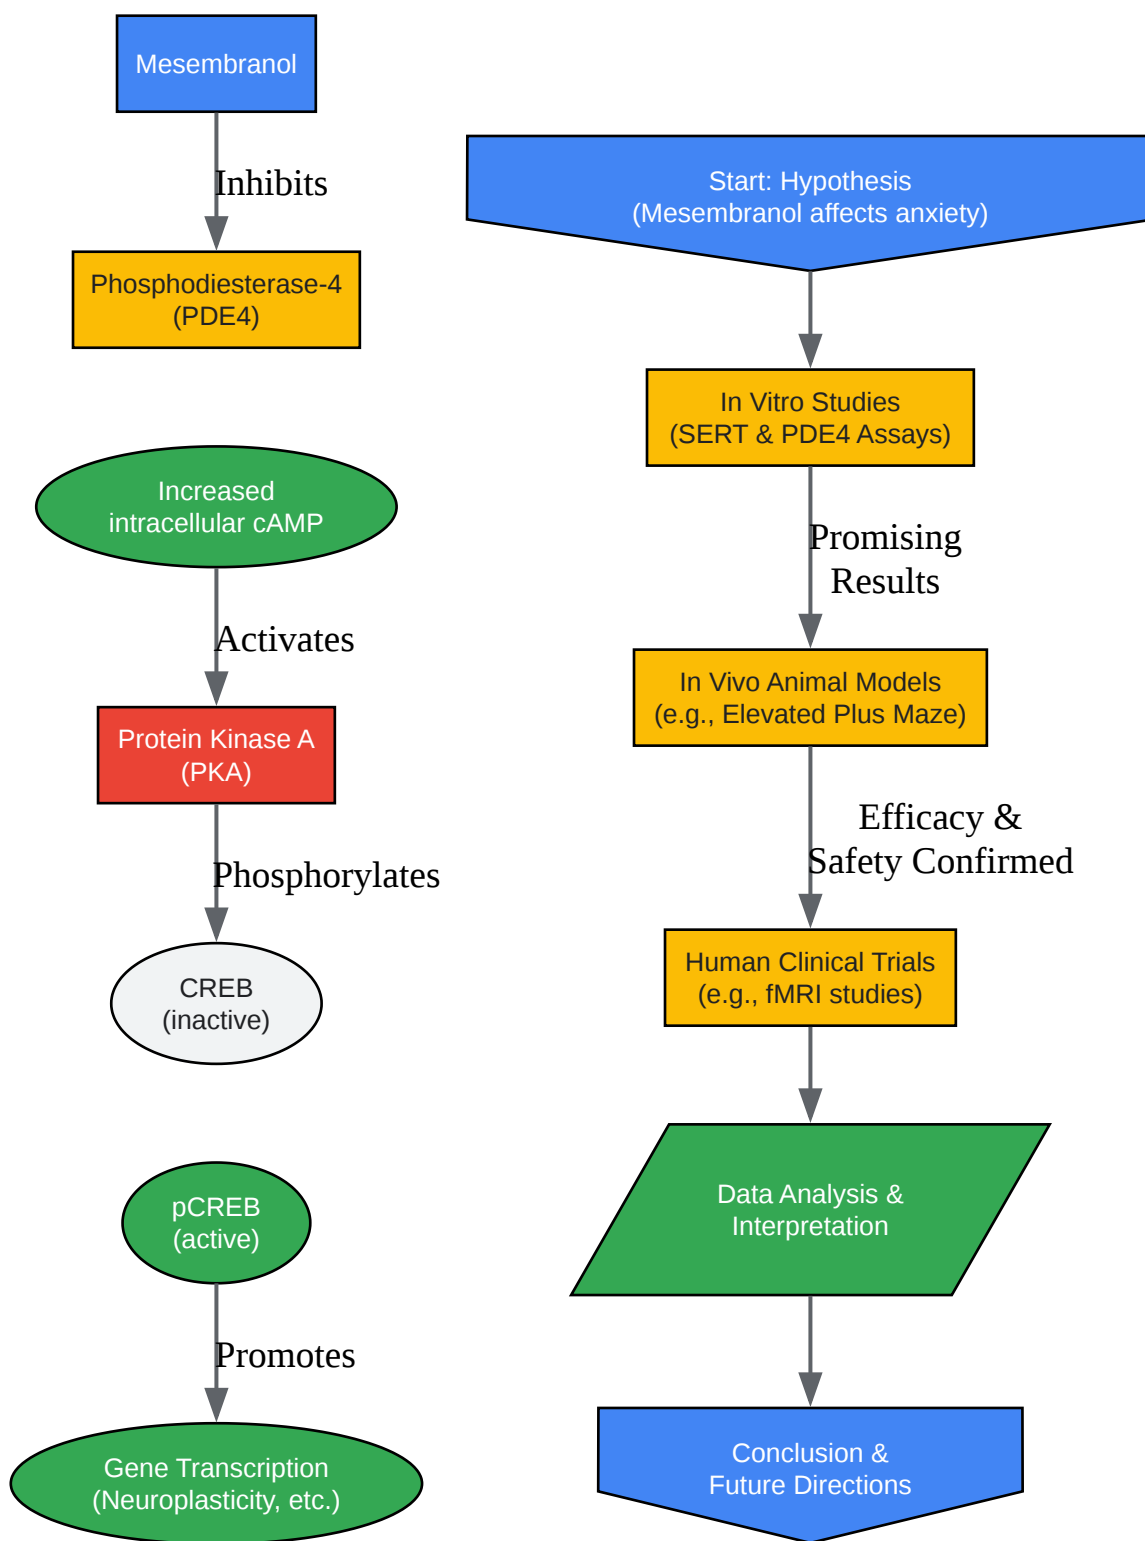 Mesembranol
Inhibits
Phosphodiesterase-4
(PDE4)
Increased
intracellular cAMP
Activates
Protein Kinase A
(PKA)
Phosphorylates
CREB
(inactive)
pCREB
(active)
Promotes
Gene Transcription
(Neuroplasticity, etc.)
Start: Hypothesis
(Mesembranol affects anxiety)
In Vitro Studies
(SERT & PDE4 Assays)
Promising
Results
In Vivo Animal Models
(e.g., Elevated Plus Maze)
Efficacy &
Safety Confirmed
Human Clinical Trials
(e.g., fMRI studies)
Data Analysis &
Interpretation
Conclusion &
Future Directions